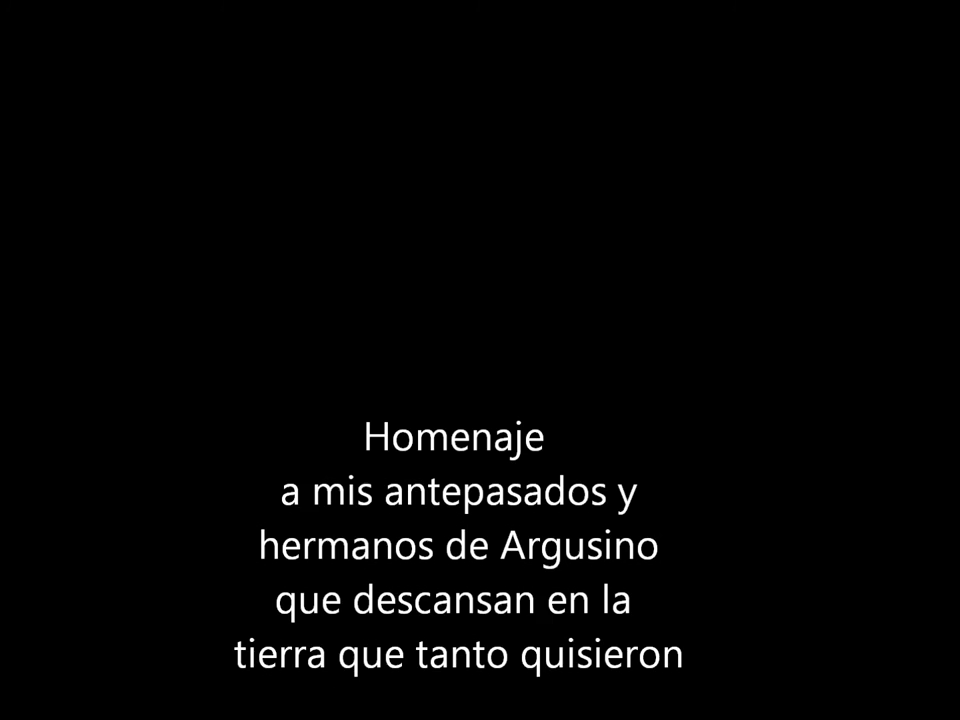 Homenaje
a mis antepasados y
hermanos de Argusino
que descansan en la
tierra que tanto quisieron